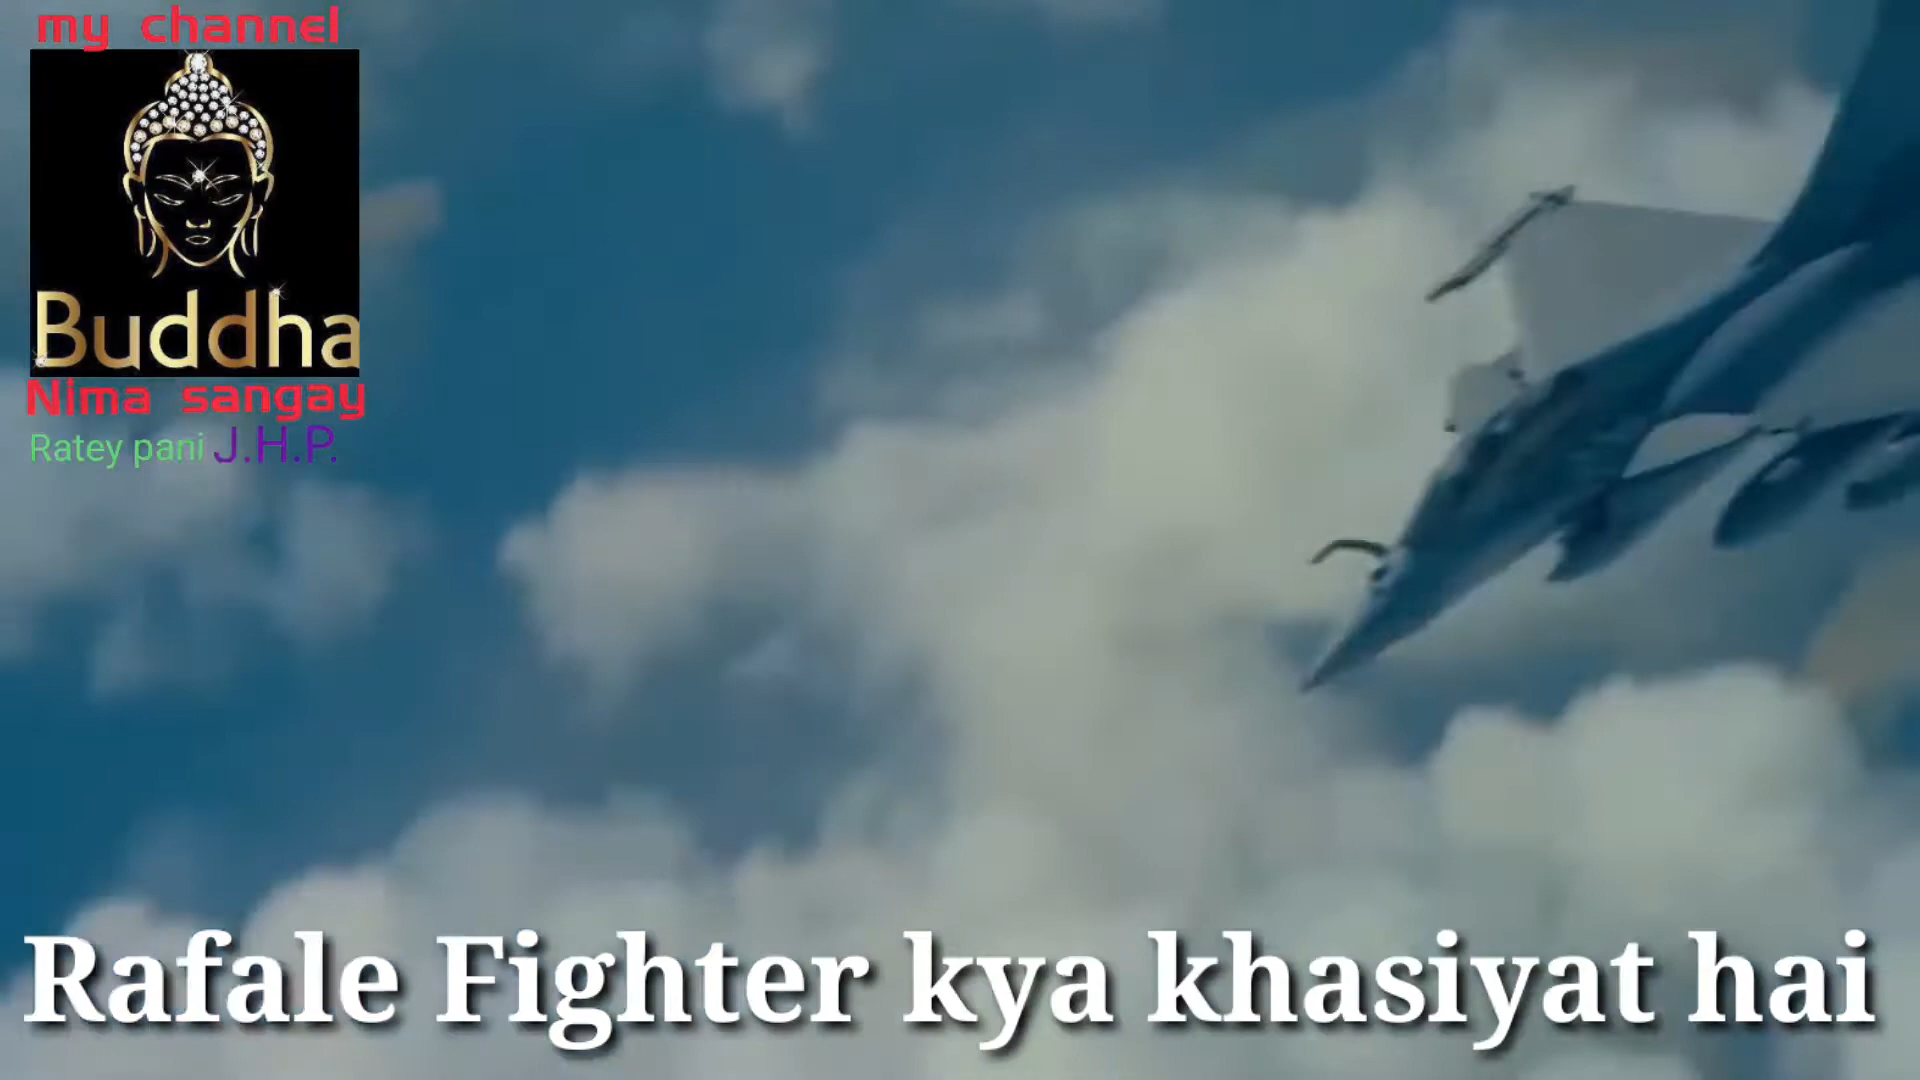 my channel
Buddha
Nima sangay
Ratey pani J.H.P.
Rafale Fighter kya khasiyat hai